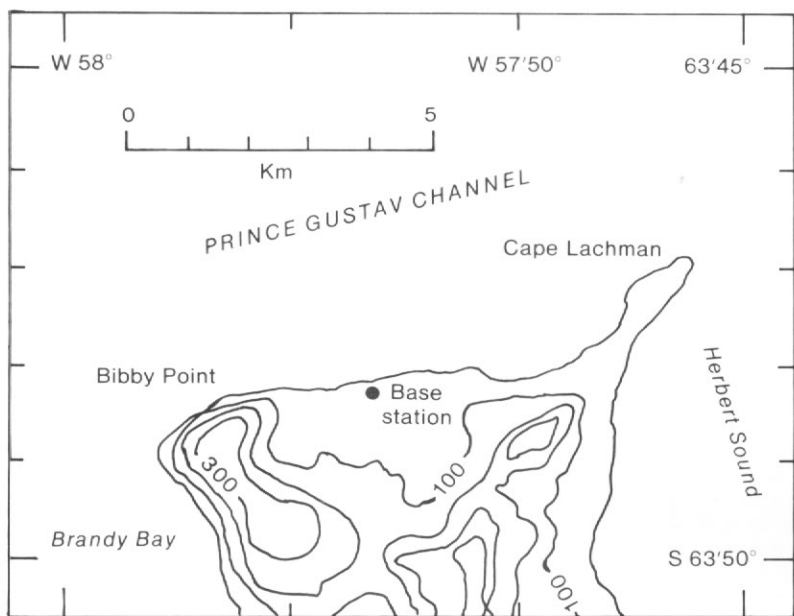 W 58°
W 57'50°
63'45°
0
5
Km
PRINCE GUSTAV CHANNEL
Cape Lachman
Bibby Point
Base
station
Herbert Sound
300
100
Brandy Bay
100
S 63'50°